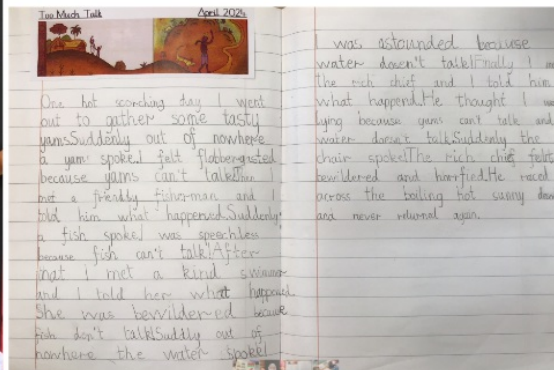 Too Much Talk April 2024
One hot scorching day I went
out to gather some tasty
yams.Suddenly out of nowhere
a yam spoke.I felt flabbergasted
because yams can't talk!Then I
met a friendly fisherman and I
told him what happened.Suddenly
a fish spoke.I was speechless
because fish can't talk!After
that I met a kind swimmer
and I told her what happened.
She was bewildered because
fish don't talk!Suddly out of
nowhere the water spoke!
I was astounded because
water doesn't talk!Finally I
the rich chief and I told him
what happend.He thought I
lying because yams can't talk and
water doesn't talk.Suddenly the
chair spoke!The rich chief felt
bewildered and horrified.He raced
across the boiling hot sunny
and never returned again.